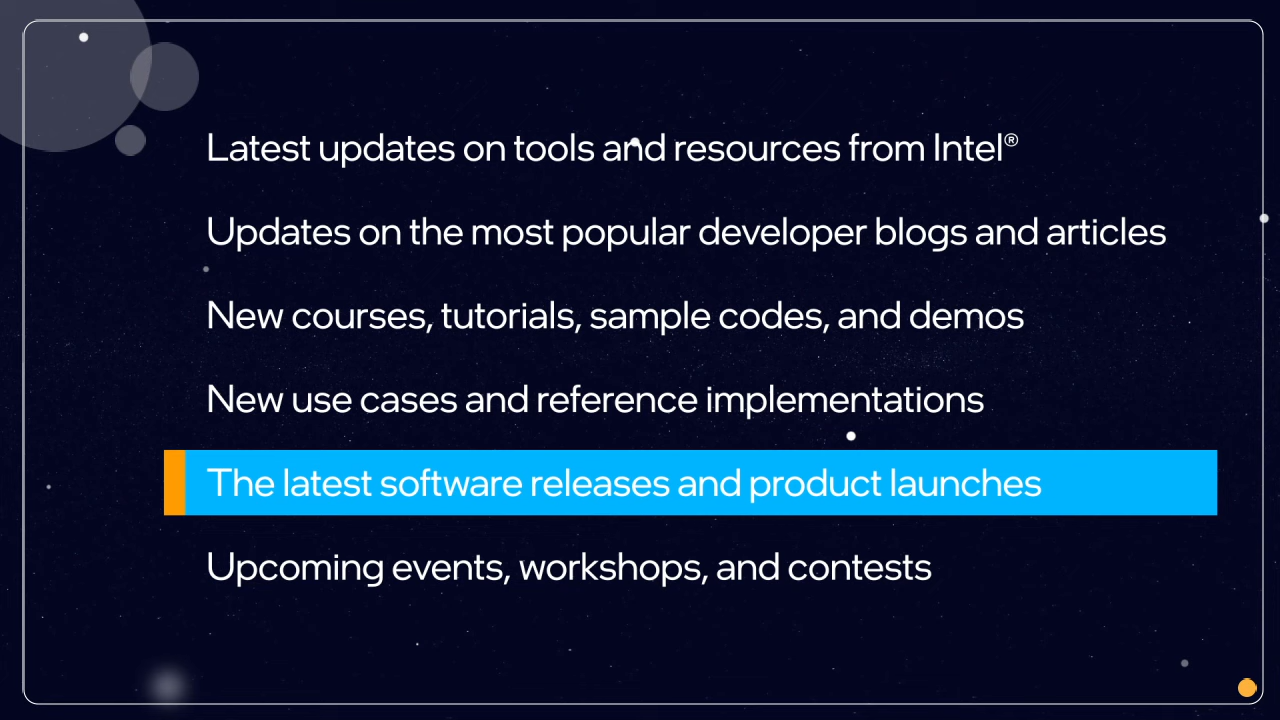 Latest updates on tools and resources from Intel®
Updates on the most popular developer blogs and articles
New courses, tutorials, sample codes, and demos
New use cases and reference implementations
The latest software releases and product launches
Upcoming events, workshops, and contests